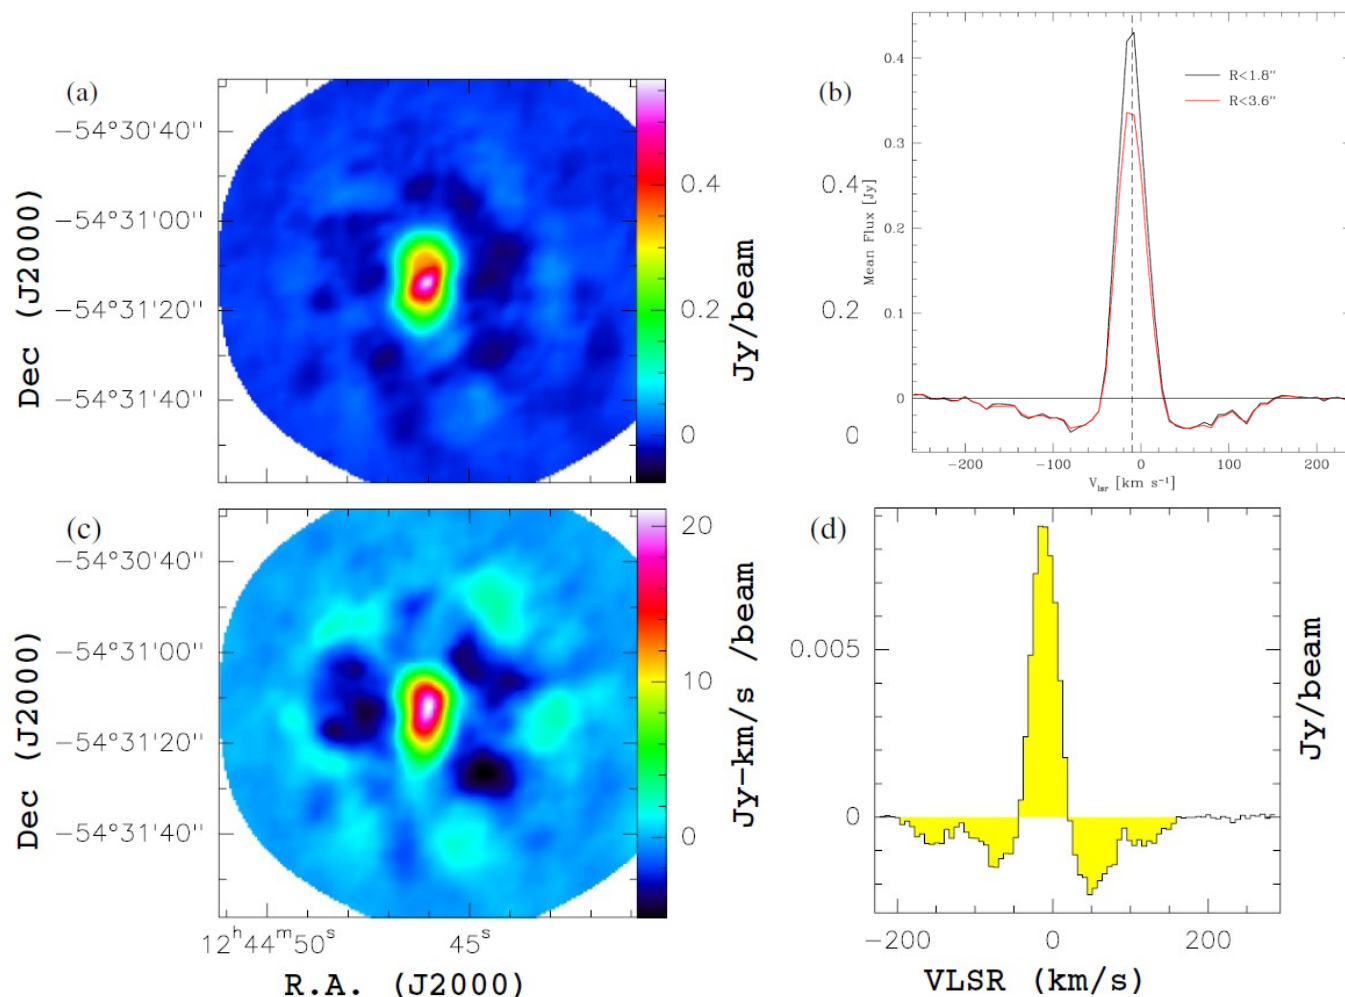 (a)
−54°30'40''
−54°31'00''
−54°31'20''
−54°31'40''
Dec (J2000)
0.4
0.2
0
Jy/beam
(b)
0.4
0.2
0
0.4
0.3
0.2
0.1
0
Mean Flux [Jy]
R<1.8"
R<3.6"
−200
−100
0
100
200
V_lsr [km s⁻¹]
(c)
−54°30'40''
−54°31'00''
−54°31'20''
−54°31'40''
Dec (J2000)
20
10
0
Jy−km/s /beam
12ʰ44ᵐ50ˢ
45ˢ
R.A. (J2000)
(d)
0.005
0
Jy/beam
−200
0
200
VLSR (km/s)